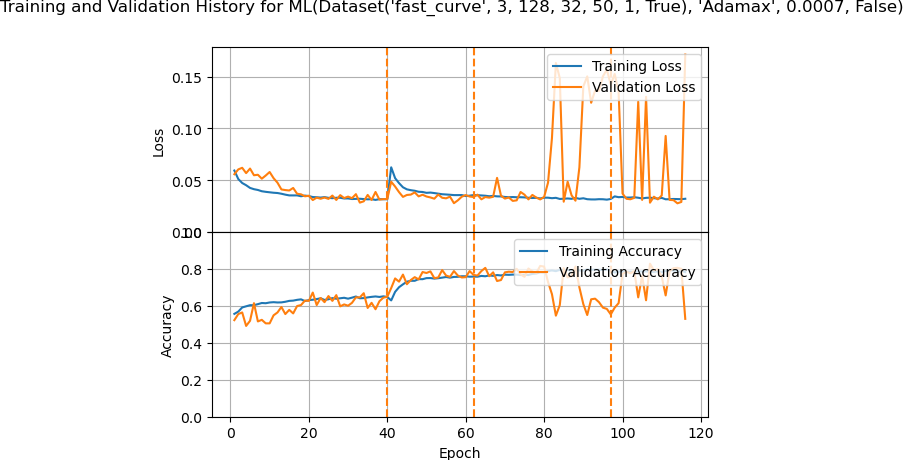 Training and Validation History for ML(Dataset('fast_curve', 3, 128, 32, 50, 1, True), 'Adamax', 0.0007, False)
Training Loss
Validation Loss
0.15
0.10
0.05
0.00
Loss
Training Accuracy
Validation Accuracy
1.0
0.8
0.6
0.4
0.2
0.0
Accuracy
0 20 40 60 80 100 120
Epoch